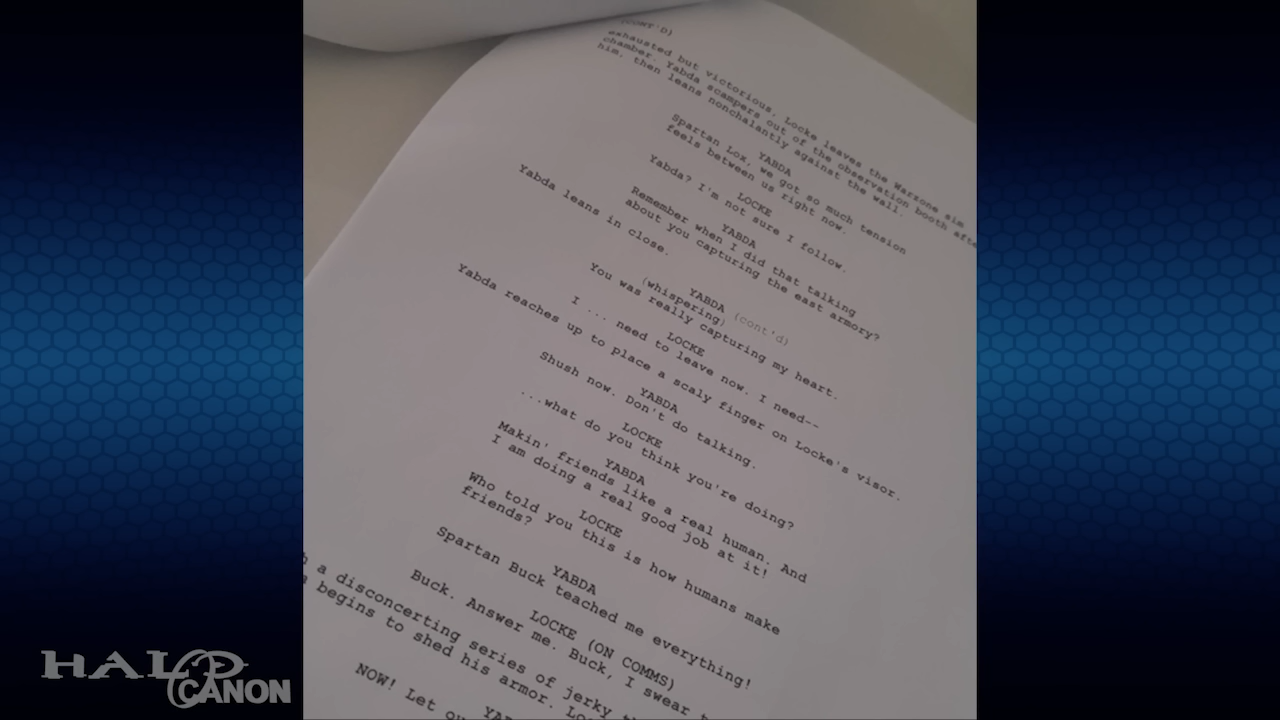 (CONT'D)
exhausted but victorious, Locke leaves the Warzone sim
chamber. Yabda scampers out of the observation booth afte
him, then leans nonchalantly against the wall.
YABDA
Spartan Lox, we got so much tension
feels between us right now.
LOCKE
Yabda? I'm not sure I follow.
YABDA
Remember when I did that talking
about you capturing the east armory?
Yabda leans in close.
YABDA (cont'd)
(whispering)
You was really capturing my heart.
LOCKE
I ... need to leave now. I need--
Yabda reaches up to place a scaly finger on Locke's visor.
YABDA
Shush now. Don't do talking.
LOCKE
...what do you think you're doing?
YABDA
Makin' friends like a real human. And
I am doing a real good job at it!
LOCKE
Who told you this is how humans make
friends?
YABDA
Spartan Buck taught me everything!
LOCKE (ON COMMS)
Buck. Answer me. Buck, I swear t
a disconcerting series of jerky th
begins to shed his armor. Loc
YAB
NOW! Let ou
HALO
CANON